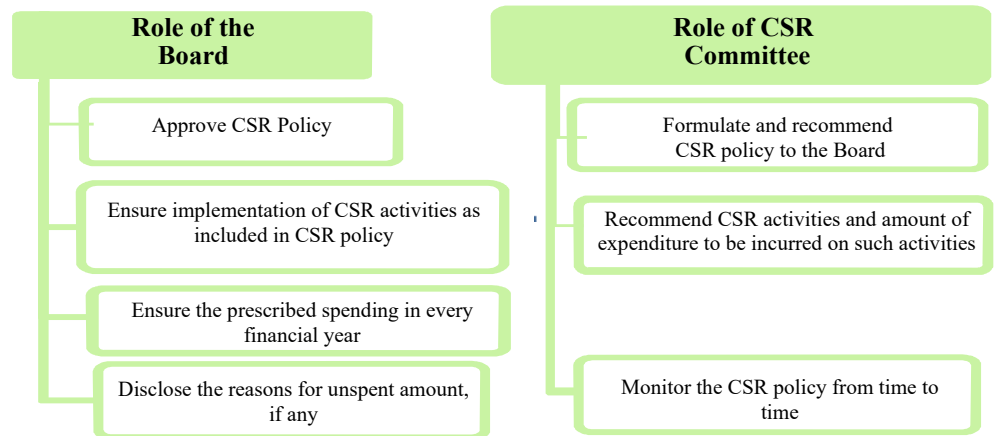 Role of the
Board
Approve CSR Policy
Ensure implementation of CSR activities as
included in CSR policy
Ensure the prescribed spending in every
financial year
Disclose the reasons for unspent amount,
if any
Role of CSR
Committee
Formulate and recommend
CSR policy to the Board
Recommend CSR activities and amount of
expenditure to be incurred on such activities
Monitor the CSR policy from time to
time